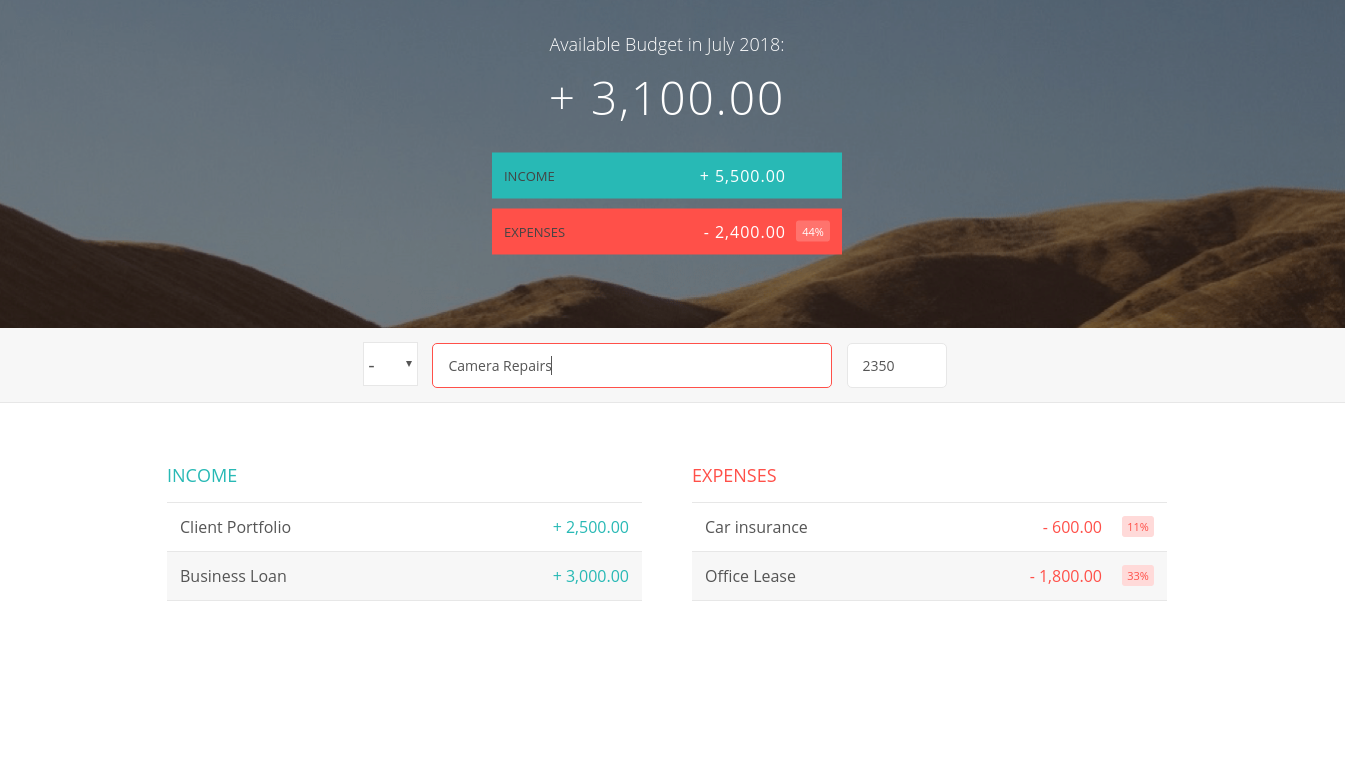 Available Budget in July 2018:
+ 3,100.00
INCOME + 5,500.00
EXPENSES - 2,400.00 44%
- ▼ Camera Repairs 2350
INCOME
Client Portfolio + 2,500.00
Business Loan + 3,000.00
EXPENSES
Car insurance - 600.00 11%
Office Lease - 1,800.00 33%